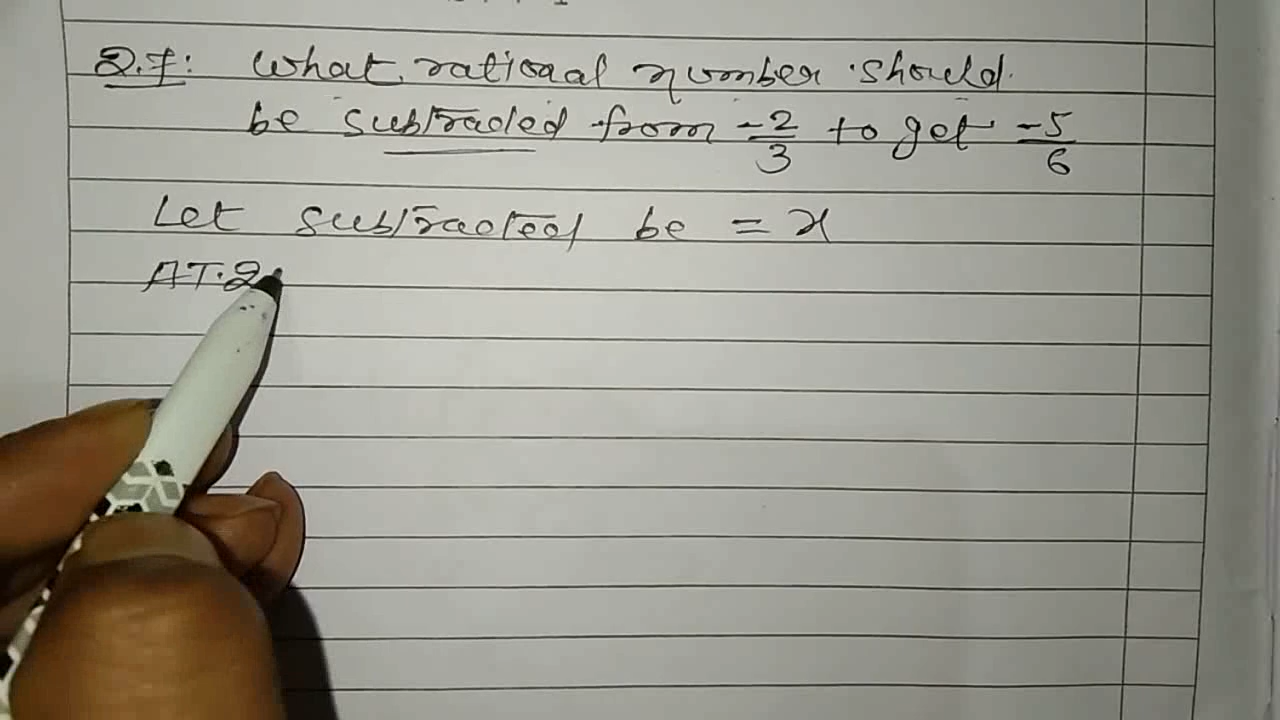 Q.7: What rational number should
be subtracted from -2/3 to get -5/6
Let subtracted be = x
A.T.Q